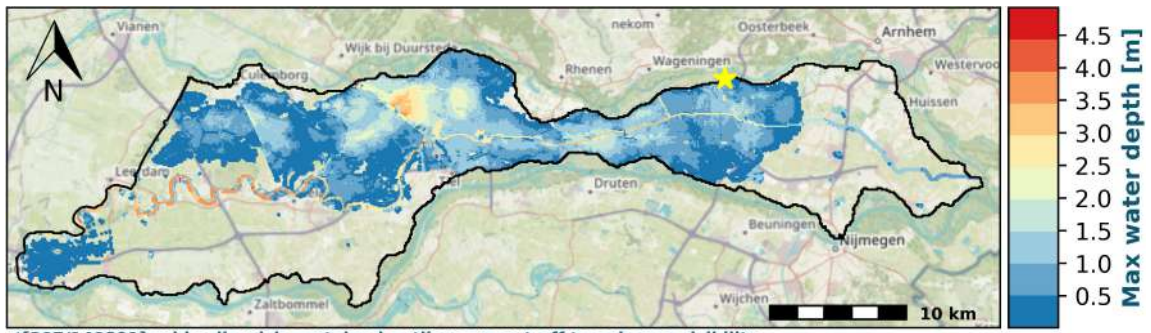 nekom
Oosterbeek
Vianen
Arnhem
Wijk bij Duurstede
Wageningen
Westervoo
Rhenen
N
Culemborg
Huissen
Leerdam
Tiel
Druten
Beuningen
Nijmegen
Zaltbommel
Wijchen
10 km
4.5
4.0
3.5
3.0
2.5
2.0
1.5
1.0
0.5
Max water depth [m]